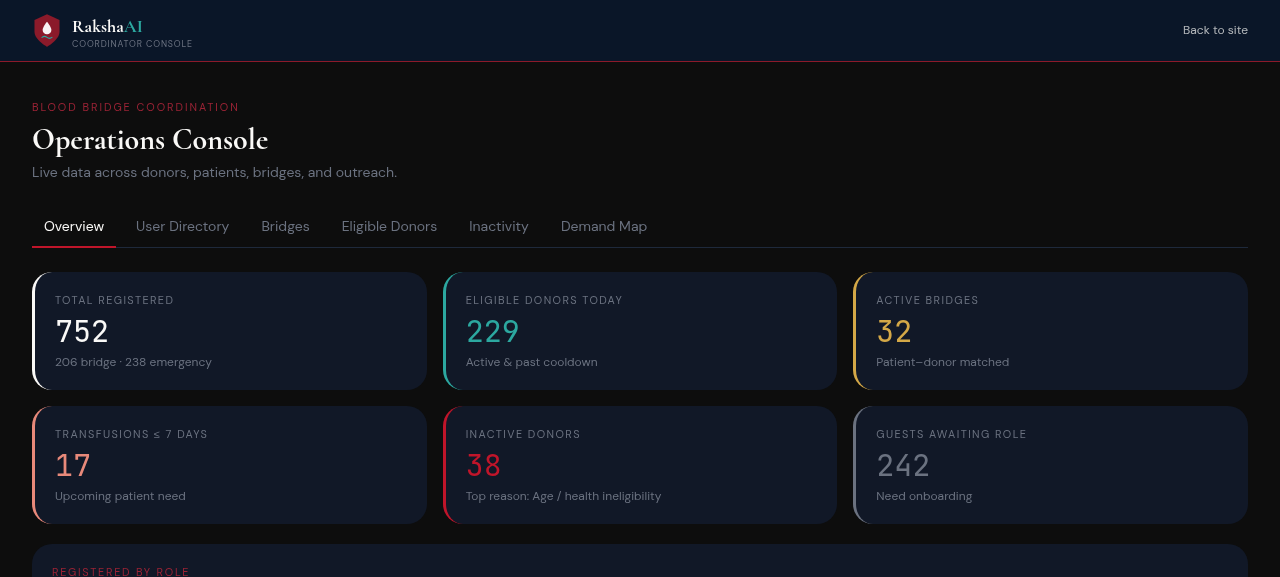 RakshaAI
COORDINATOR CONSOLE
Back to site
BLOOD BRIDGE COORDINATION
Operations Console
Live data across donors, patients, bridges, and outreach.
Overview User Directory Bridges Eligible Donors Inactivity Demand Map
TOTAL REGISTERED
752
206 bridge · 238 emergency
ELIGIBLE DONORS TODAY
229
Active & past cooldown
ACTIVE BRIDGES
32
Patient–donor matched
TRANSFUSIONS ≤ 7 DAYS
17
Upcoming patient need
INACTIVE DONORS
38
Top reason: Age / health ineligibility
GUESTS AWAITING ROLE
242
Need onboarding
REGISTERED BY ROLE